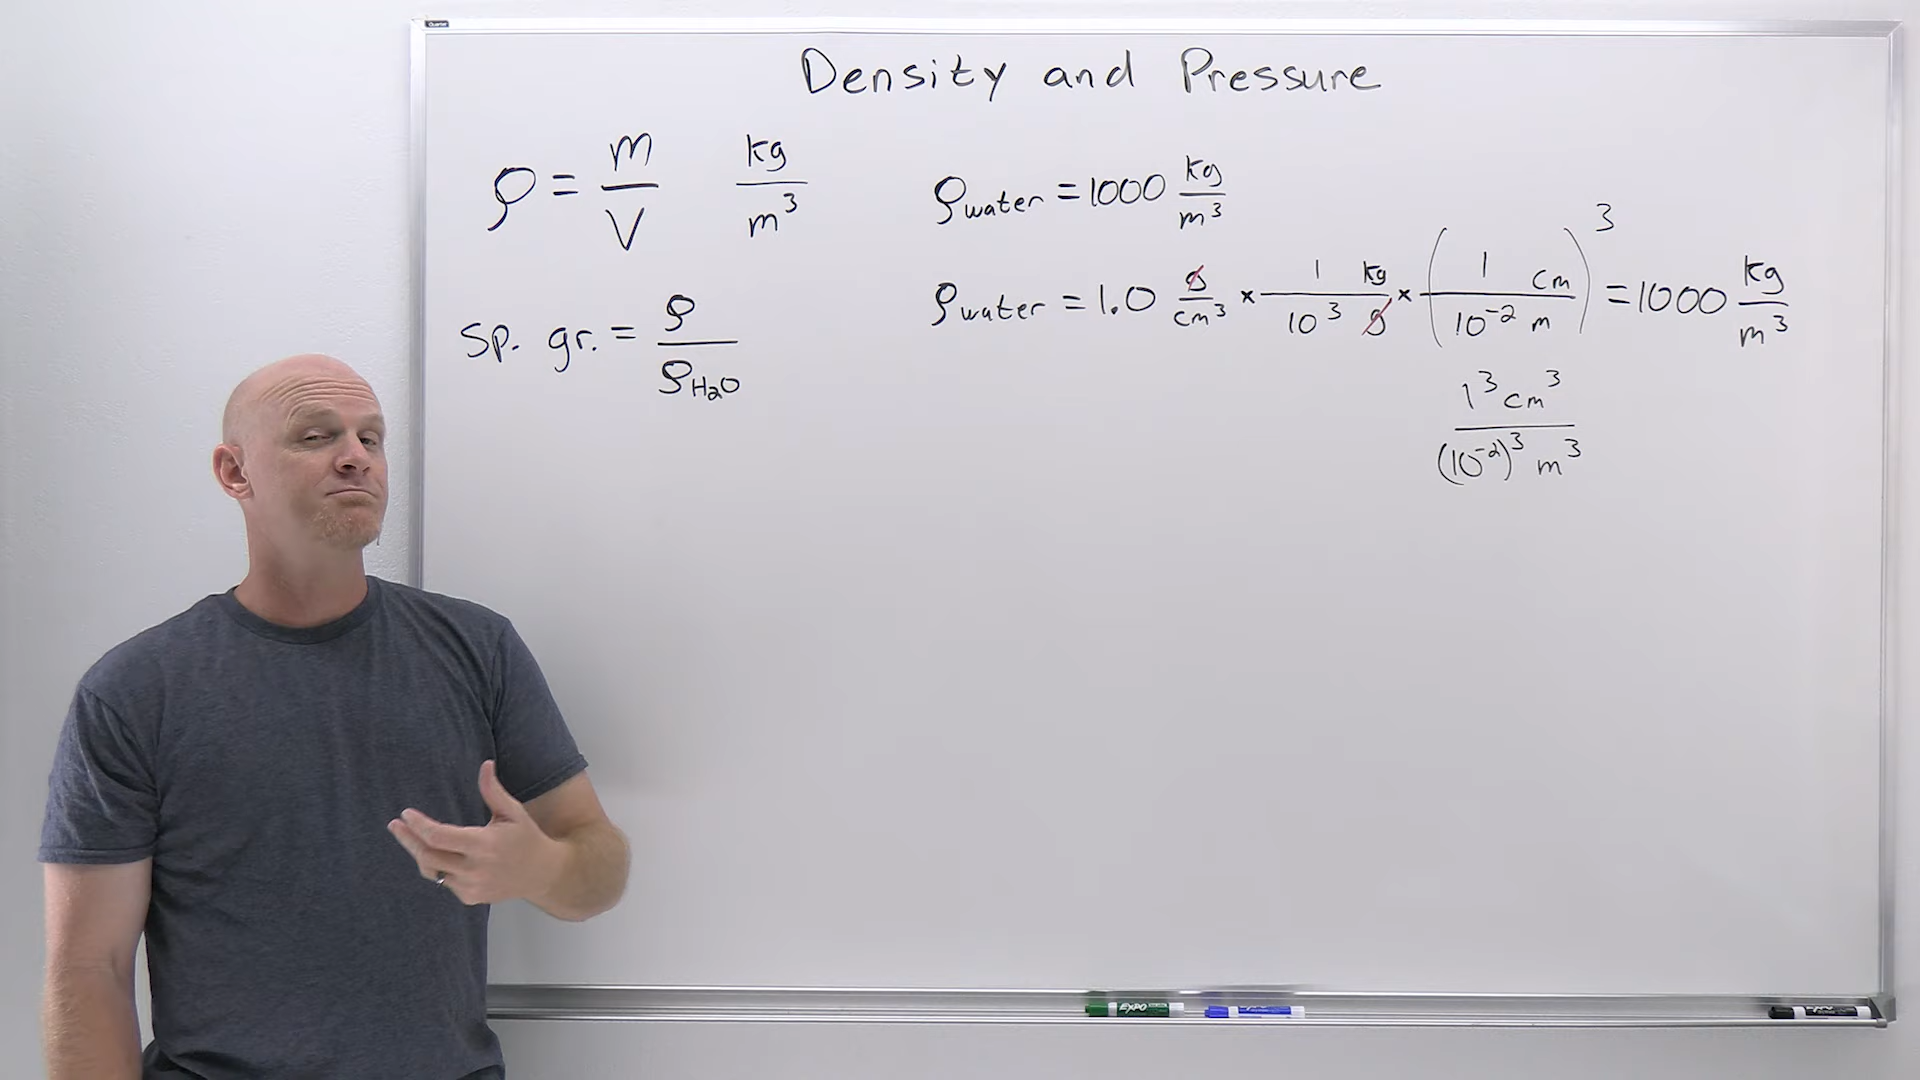 Quartet
Density and Pressure
ρ = m/V kg/m³
ρwater = 1000 kg/m³
ρwater = 1.0 g/cm³ × 1 kg/10³ g × (1 cm/10⁻² m)³ = 1000 kg/m³
1³ cm³/(10⁻²)³ m³
Sp. gr. = ρ/ρH₂O
EXPO